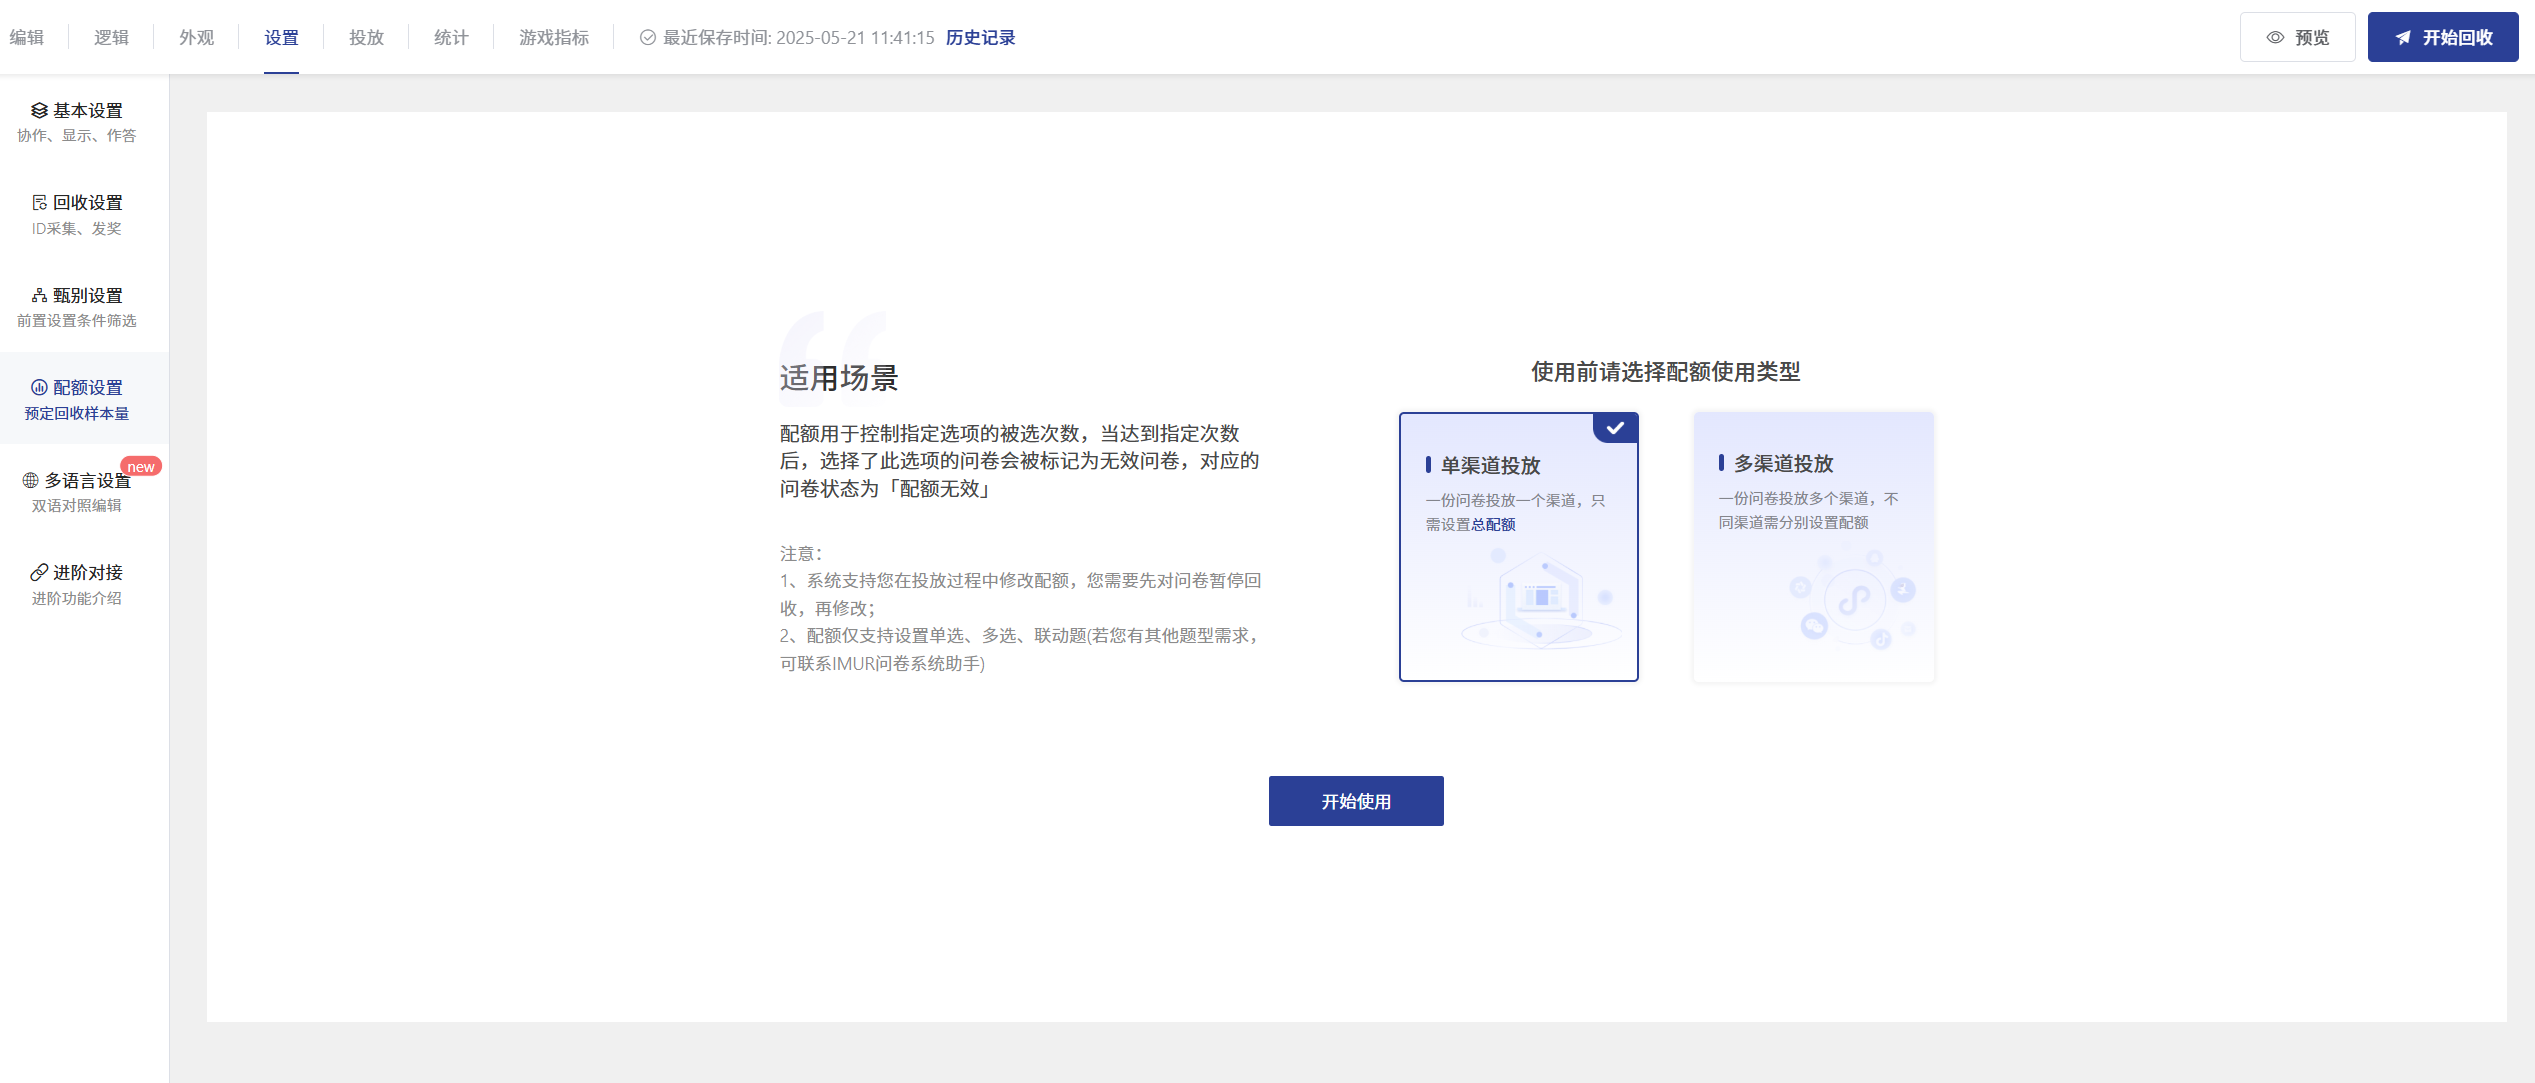 编辑
逻辑
外观
设置
投放
统计
游戏指标
最近保存时间: 2025-05-21 11:41:15 历史记录
预览
开始回收
基本设置
协作、显示、作答
回收设置
ID采集、发奖
甄别设置
前置设置条件筛选
配额设置
预定回收样本量
new
多语言设置
双语对照编辑
进阶对接
进阶功能介绍
适用场景
配额用于控制指定选项的被选次数，当达到指定次数
后，选择了此选项的问卷会被标记为无效问卷，对应的
问卷状态为「配额无效」
注意：
1、系统支持您在投放过程中修改配额，您需要先对问卷暂停回
收，再修改；
2、配额仅支持设置单选、多选、联动题(若您有其他题型需求，
可联系IMUR问卷系统助手)
使用前请选择配额使用类型
单渠道投放
一份问卷投放一个渠道，只
需设置总配额
多渠道投放
一份问卷投放多个渠道，不
同渠道需分别设置配额
开始使用